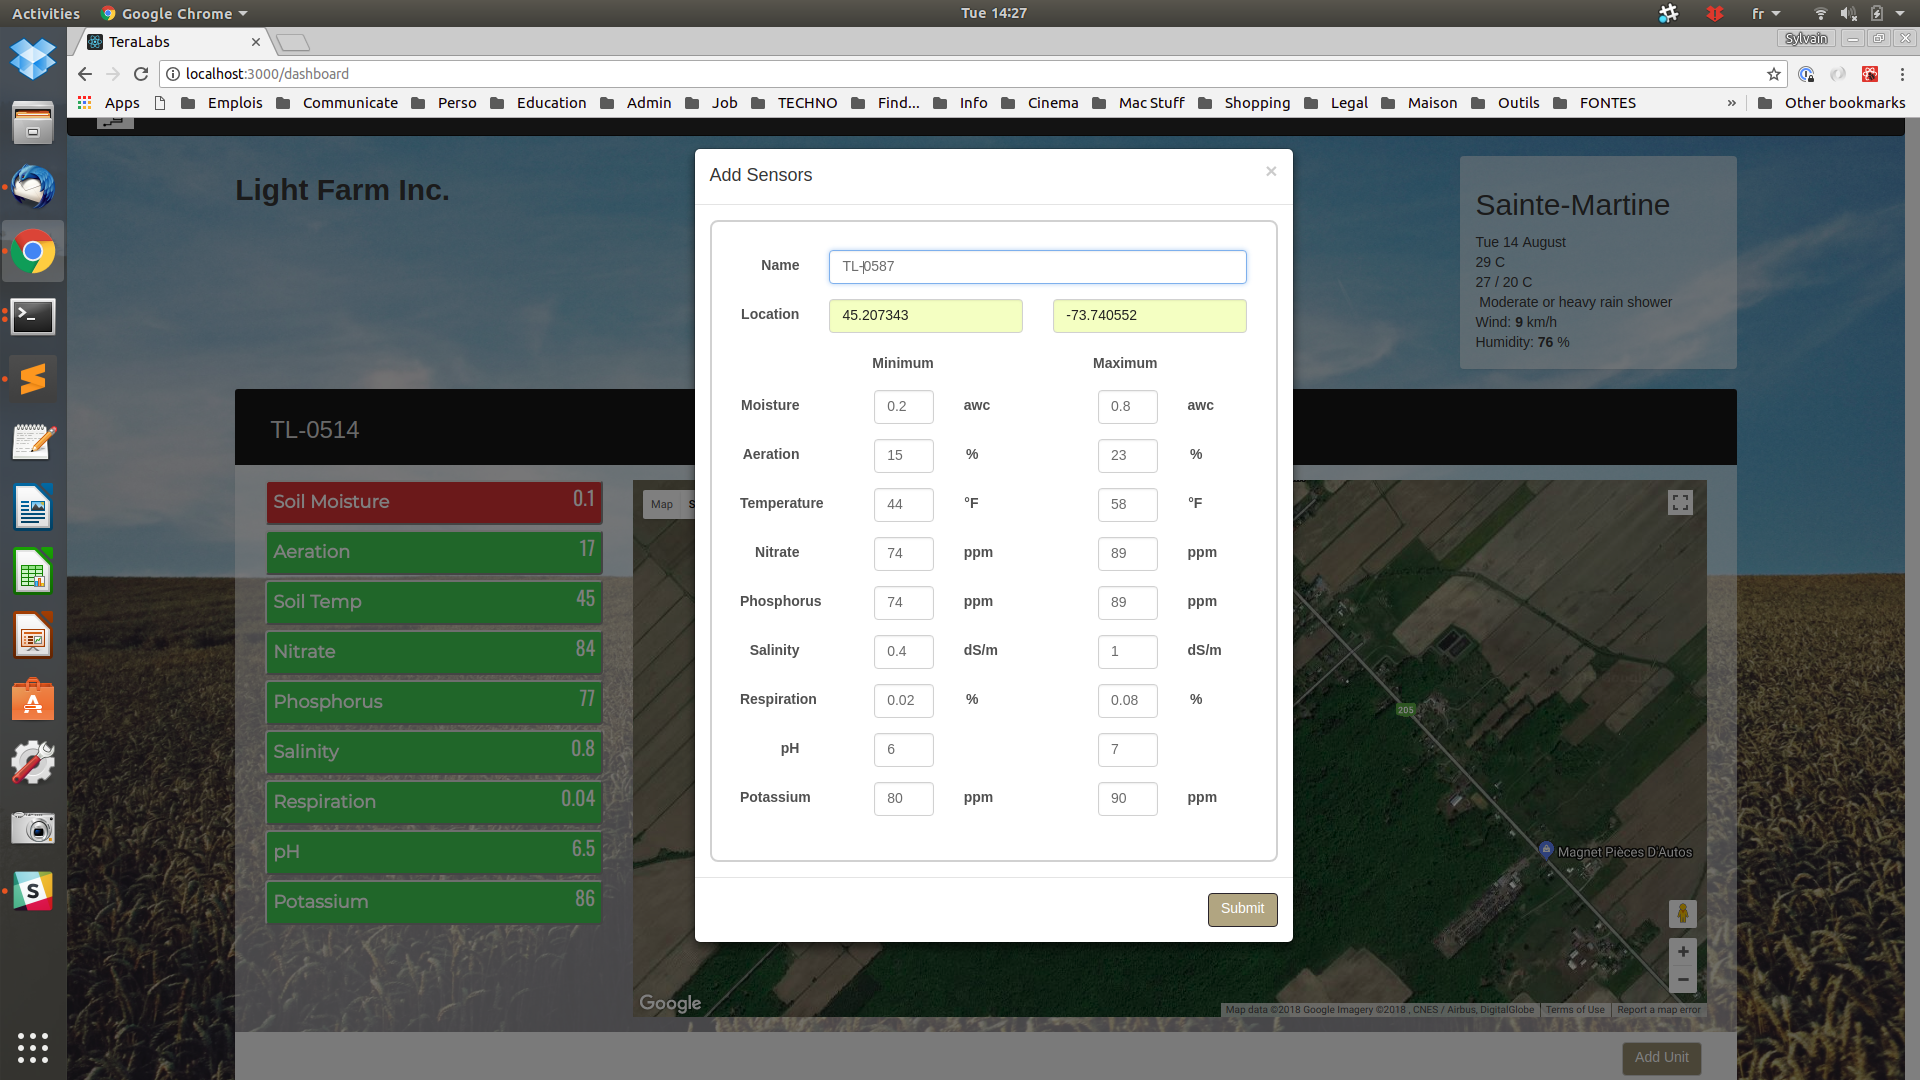 Activities Google Chrome Tue 14:27 fr
TeraLabs Sylvain
localhost:3000/dashboard
Apps Emplois Communicate Perso Education Admin Job TECHNO Find... Info Cinema Mac Stuff Shopping Legal Maison Outils FONTES » Other bookmarks
Light Farm Inc.
Sainte-Martine
Tue 14 August
29 C
27 / 20 C
Moderate or heavy rain shower
Wind: 9 km/h
Humidity: 76 %
TL-0514
Soil Moisture 0.1
Aeration 17
Soil Temp 45
Nitrate 84
Phosphorus 77
Salinity 0.8
Respiration 0.04
pH 6.5
Potassium 86
Add Sensors ×
Name TL-0587
Location 45.207343 -73.740552
Minimum Maximum
Moisture 0.2 awc 0.8 awc
Aeration 15 % 23 %
Temperature 44 °F 58 °F
Nitrate 74 ppm 89 ppm
Phosphorus 74 ppm 89 ppm
Salinity 0.4 dS/m 1 dS/m
Respiration 0.02 % 0.08 %
pH 6 7
Potassium 80 ppm 90 ppm
Submit
Map S
205
Magnet Pièces D'Autos
Google
Map data ©2018 Google Imagery ©2018 , CNES / Airbus, DigitalGlobe Terms of Use Report a map error
Add Unit